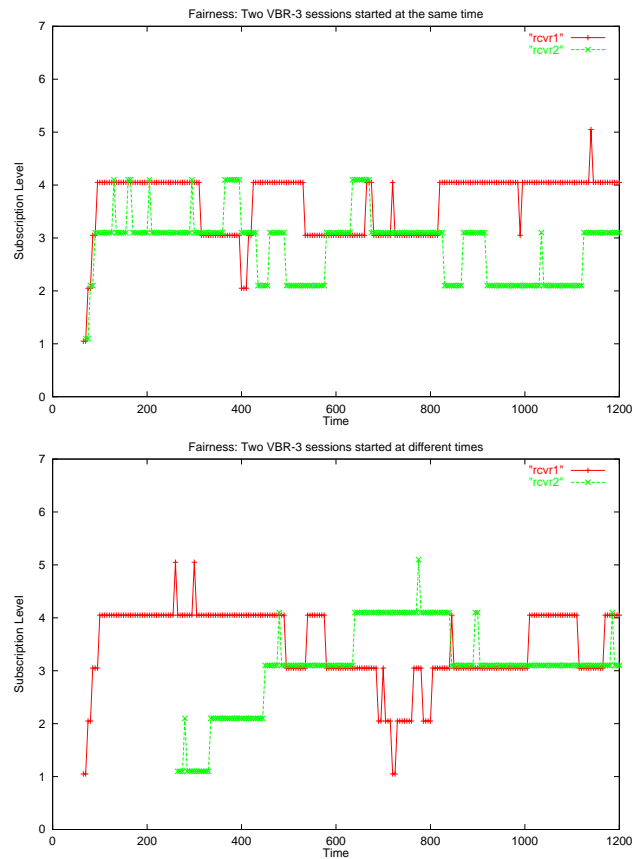 Fairness: Two VBR-3 sessions started at the same time
7
6
5
4
3
2
1
0
Subscription Level
"rcvr1"
"rcvr2"
0 200 400 600 800 1000 1200
Time
Fairness: Two VBR-3 sessions started at different times
7
6
5
4
3
2
1
0
Subscription Level
"rcvr1"
"rcvr2"
0 200 400 600 800 1000 1200
Time